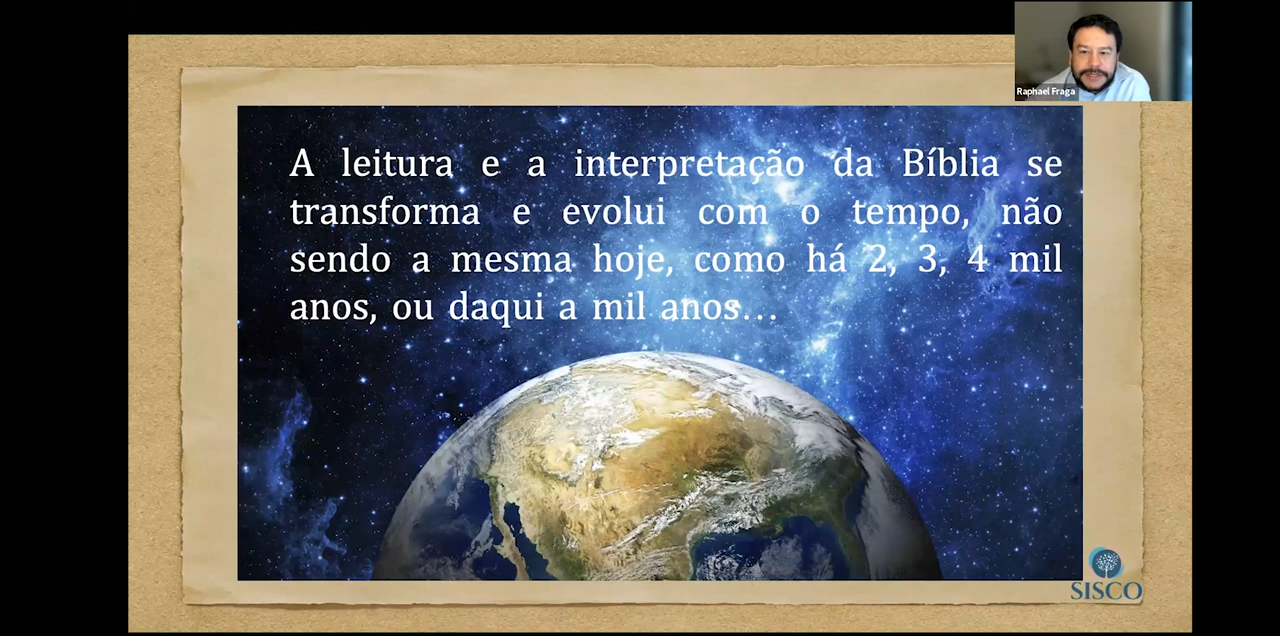 Raphael Fraga
A leitura e a interpretação da Bíblia se
transforma e evolui com o tempo, não
sendo a mesma hoje, como há 2, 3, 4 mil
anos, ou daqui a mil anos...
SISCO